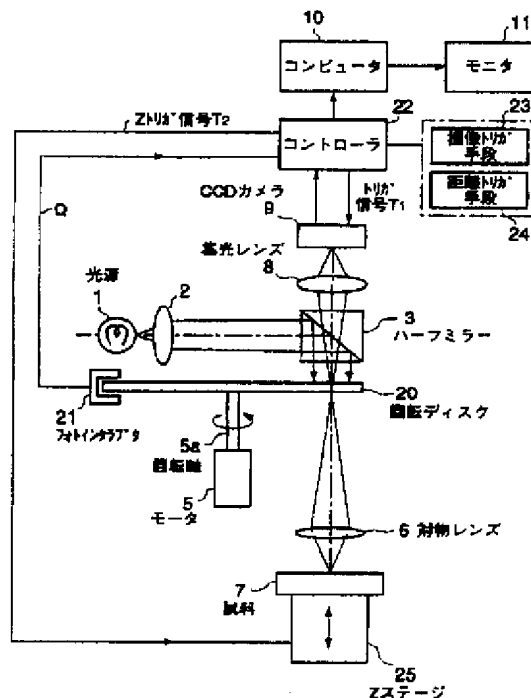 10
コンピュータ
11
モニタ
22
コントローラ
23
撮像トリガ
手段
距離トリガ
手段
24
Zトリガ信号T2
Q
CCDカメラ
9
トリガ
信号T1
集光レンズ
8
光源
1
2
3
ハーフミラー
21
フォトインタラプタ
20
回転ディスク
5a
回転軸
5
モータ
6 対物レンズ
7
試料
25
Zステージ